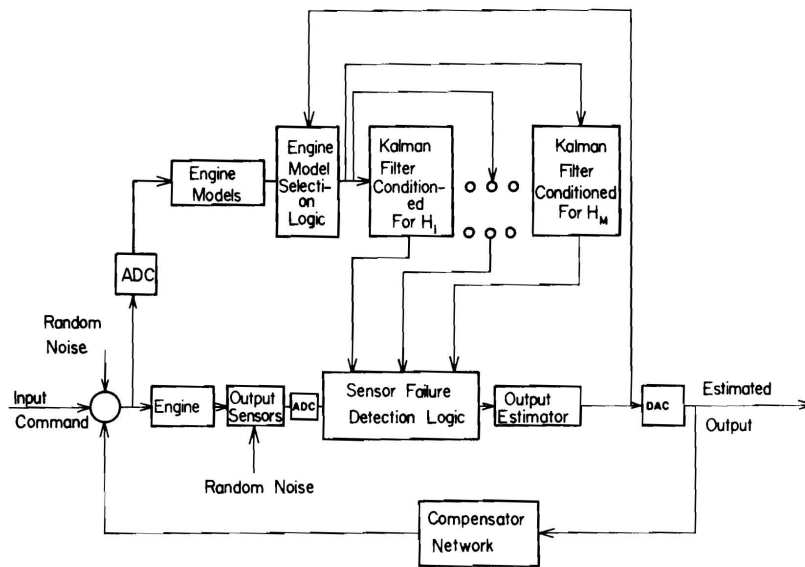 Engine
Models
Engine
Model
Selecti-
on
Logic
Kalman
Filter
Condition-
ed
For H₁
Kalman
Filter
Conditioned
For H_M
ADC
Random
Noise
Input
Command
Engine
Output
Sensors
ADC
Sensor Failure
Detection Logic
Output
Estimator
DAC
Estimated
Output
Random Noise
Compensator
Network